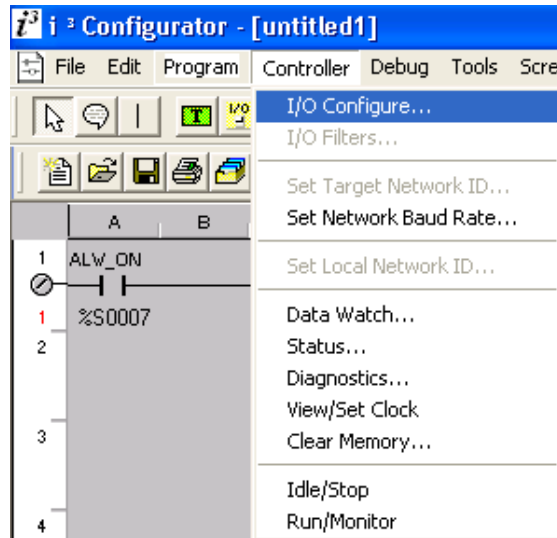 i³ i ³ Configurator - [untitled1]
File Edit Program Controller Debug Tools Scre
T I/O
A B
I/O Configure...
I/O Filters...
Set Target Network ID...
Set Network Baud Rate...
Set Local Network ID...
Data Watch...
Status...
Diagnostics...
View/Set Clock
Clear Memory...
Idle/Stop
Run/Monitor
1 ALW_ON
1 %S0007
2
3
4